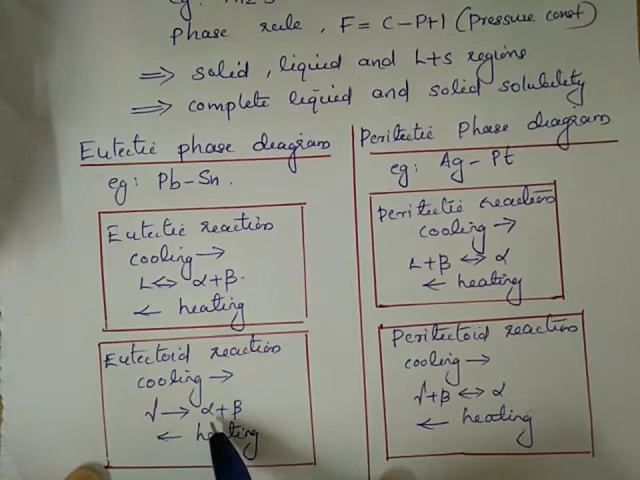 phase rule, F = C-P+1 (Pressure const)
⇒ solid, liquid and L+S regions
⇒ complete liquid and solid solubility
Eutectic phase diagram
eg: Pb-Sn.
Eutectic reaction
cooling →
L ↔ α+β.
← heating
Eutectoid reaction
cooling →
γ → α+β
← heating
Peritectic Phase diagram
eg: Ag-Pt
Peritectic reaction
cooling →
L+β ↔ α
← heating
Peritectoid reaction
cooling →
γ+β ↔ α
← heating